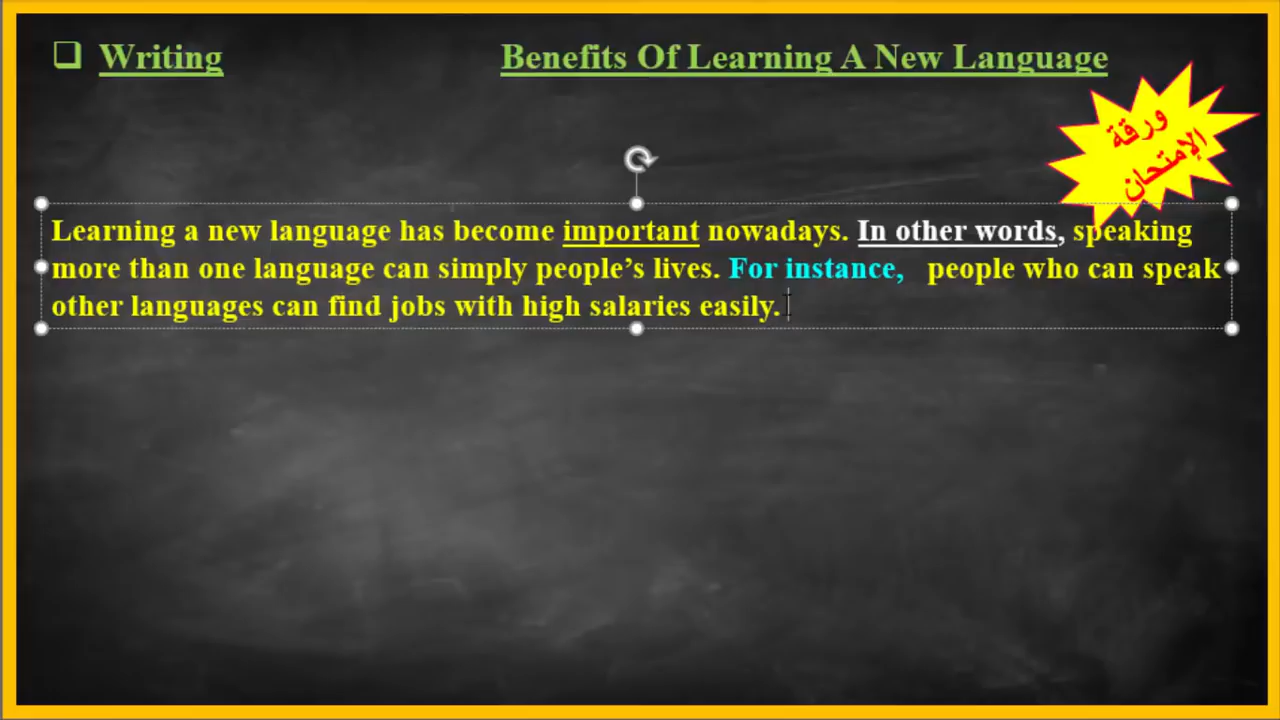 ❑ Writing Benefits Of Learning A New Language
ورقة
الإمتحان
Learning a new language has become important nowadays. In other words, speaking
more than one language can simply people’s lives. For instance, people who can speak
other languages can find jobs with high salaries easily.